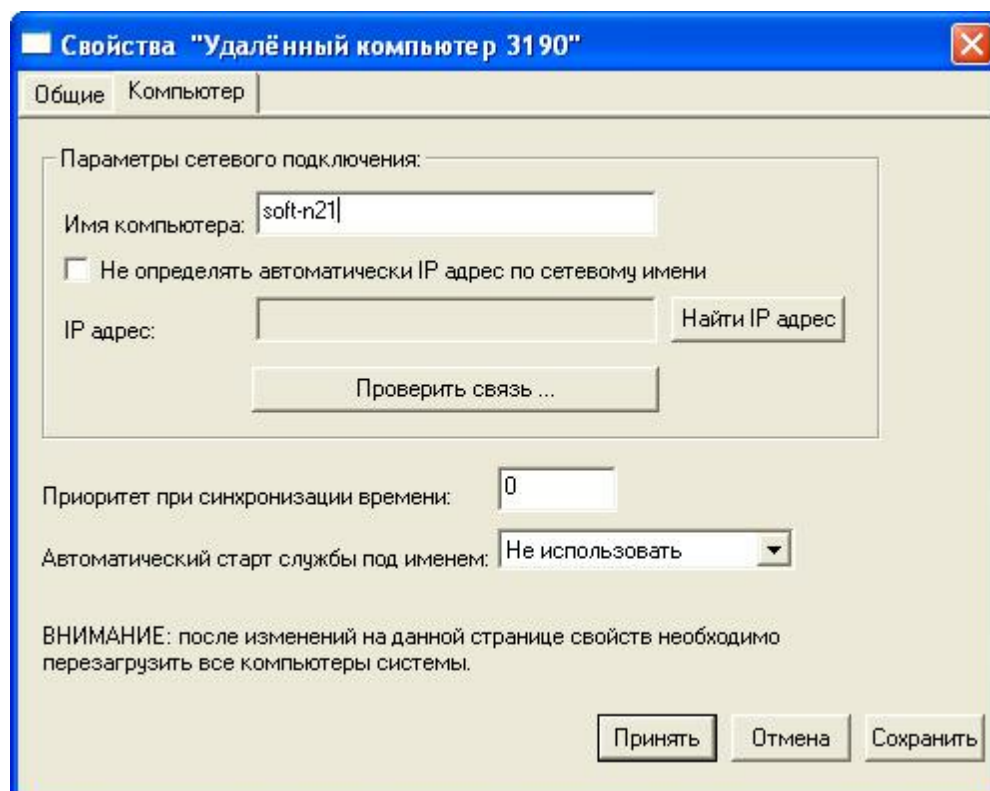 Свойства "Удалённый компьютер 3190"
Общие Компьютер
Параметры сетевого подключения:
Имя компьютера: soft-n21
Не определять автоматически IP адрес по сетевому имени
IP адрес: Найти IP адрес
Проверить связь ...
Приоритет при синхронизации времени: 0
Автоматический старт службы под именем: Не использовать
ВНИМАНИЕ: после изменений на данной странице свойств необходимо
перезагрузить все компьютеры системы.
Принять Отмена Сохранить